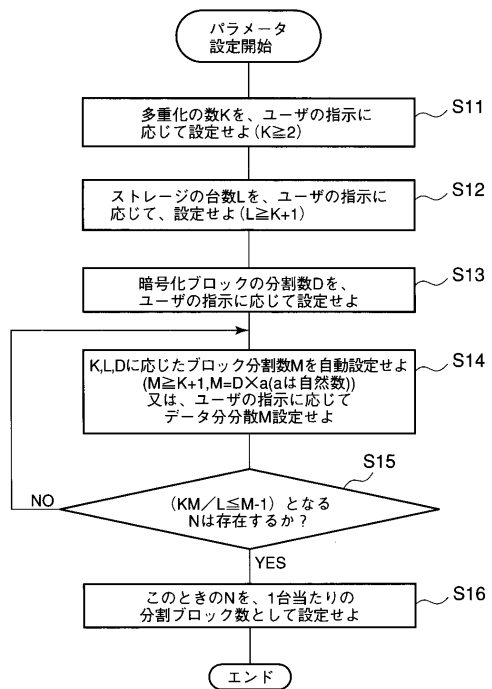 パラメータ
設定開始
多重化の数Kを、ユーザの指示に
応じて設定せよ(K≧2)
S11
ストレージの台数Lを、ユーザの指示に
応じて、設定せよ(L≧K+1)
S12
暗号化ブロックの分割数Dを、
ユーザの指示に応じて設定せよ
S13
K,L,Dに応じたブロック分割数Mを自動設定せよ
(M≧K+1,M=D×a(aは自然数))
又は、ユーザの指示に応じて
データ分分散M設定せよ
S14
S15
(KM/L≦M-1) となる
Nは存在するか?
NO
YES
このときのNを、1台当たりの
分割ブロック数として設定せよ
S16
エンド